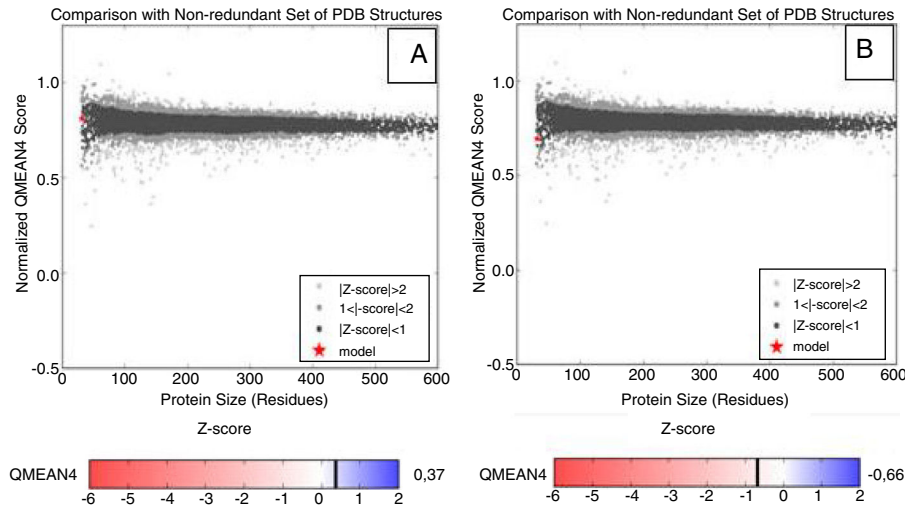 Comparison with Non-redundant Set of PDB Structures
A
Normalized QMEAN4 Score
1.0
0.5
0.0
-0.5
|Z-score|>2
1<|-score|<2
|Z-score|<1
model
0 100 200 300 400 500 600
Protein Size (Residues)
Z-score
QMEAN4
0,37
-6 -5 -4 -3 -2 -1 0 1 2
Comparison with Non-redundant Set of PDB Structures
B
Normalized QMEAN4 Score
1.0
0.5
0.0
-0.5
|Z-score|>2
1<|-score|<2
|Z-score|<1
model
0 100 200 300 400 500 600
Protein Size (Residues)
Z-score
QMEAN4
-0,66
-6 -5 -4 -3 -2 -1 0 1 2